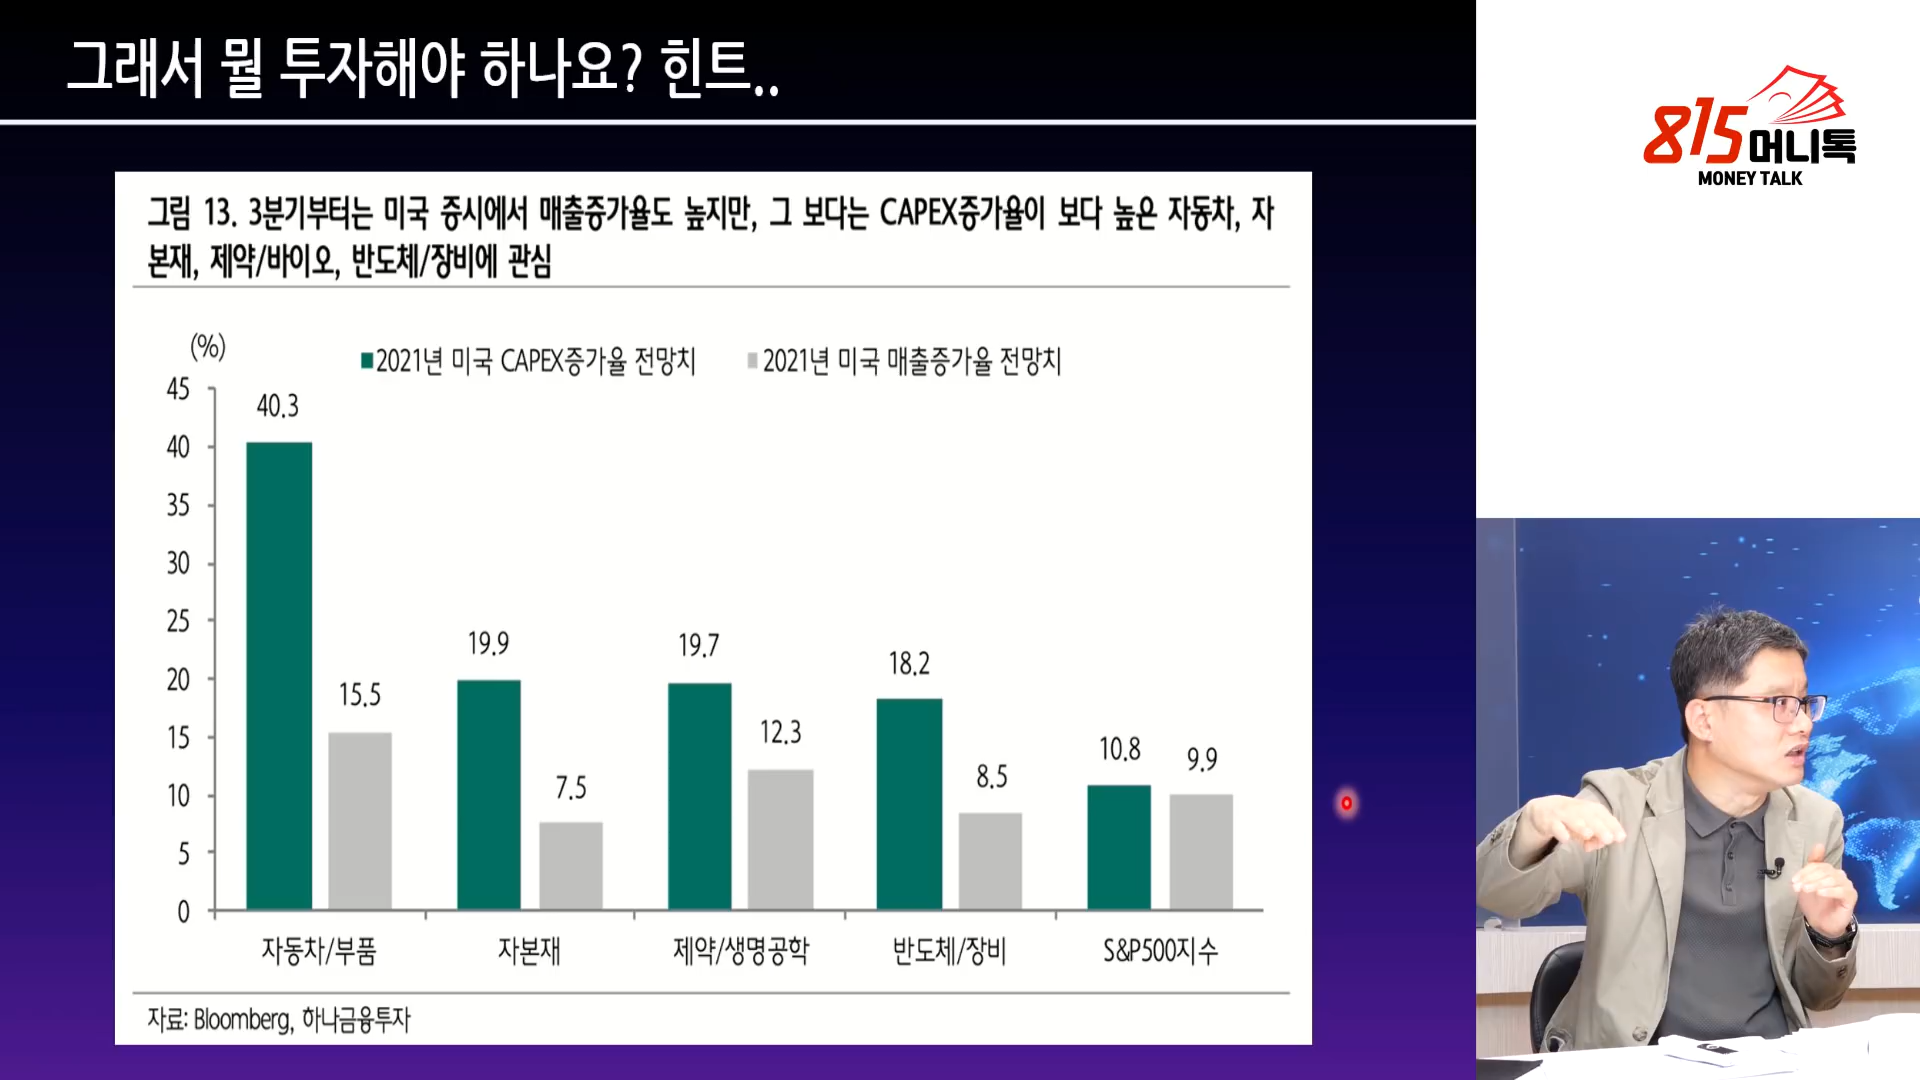 그래서 뭘 투자해야 하나요? 힌트..
815머니톡
MONEY TALK
그림 13. 3분기부터는 미국 증시에서 매출증가율도 높지만, 그 보다는 CAPEX증가율이 보다 높은 자동차, 자
본재, 제약/바이오, 반도체/장비에 관심
(%)
2021년 미국 CAPEX증가율 전망치
2021년 미국 매출증가율 전망치
45
40
35
30
25
20
15
10
5
0
40.3
15.5
19.9
7.5
19.7
12.3
18.2
8.5
10.8
9.9
자동차/부품
자본재
제약/생명공학
반도체/장비
S&P500지수
자료: Bloomberg, 하나금융투자